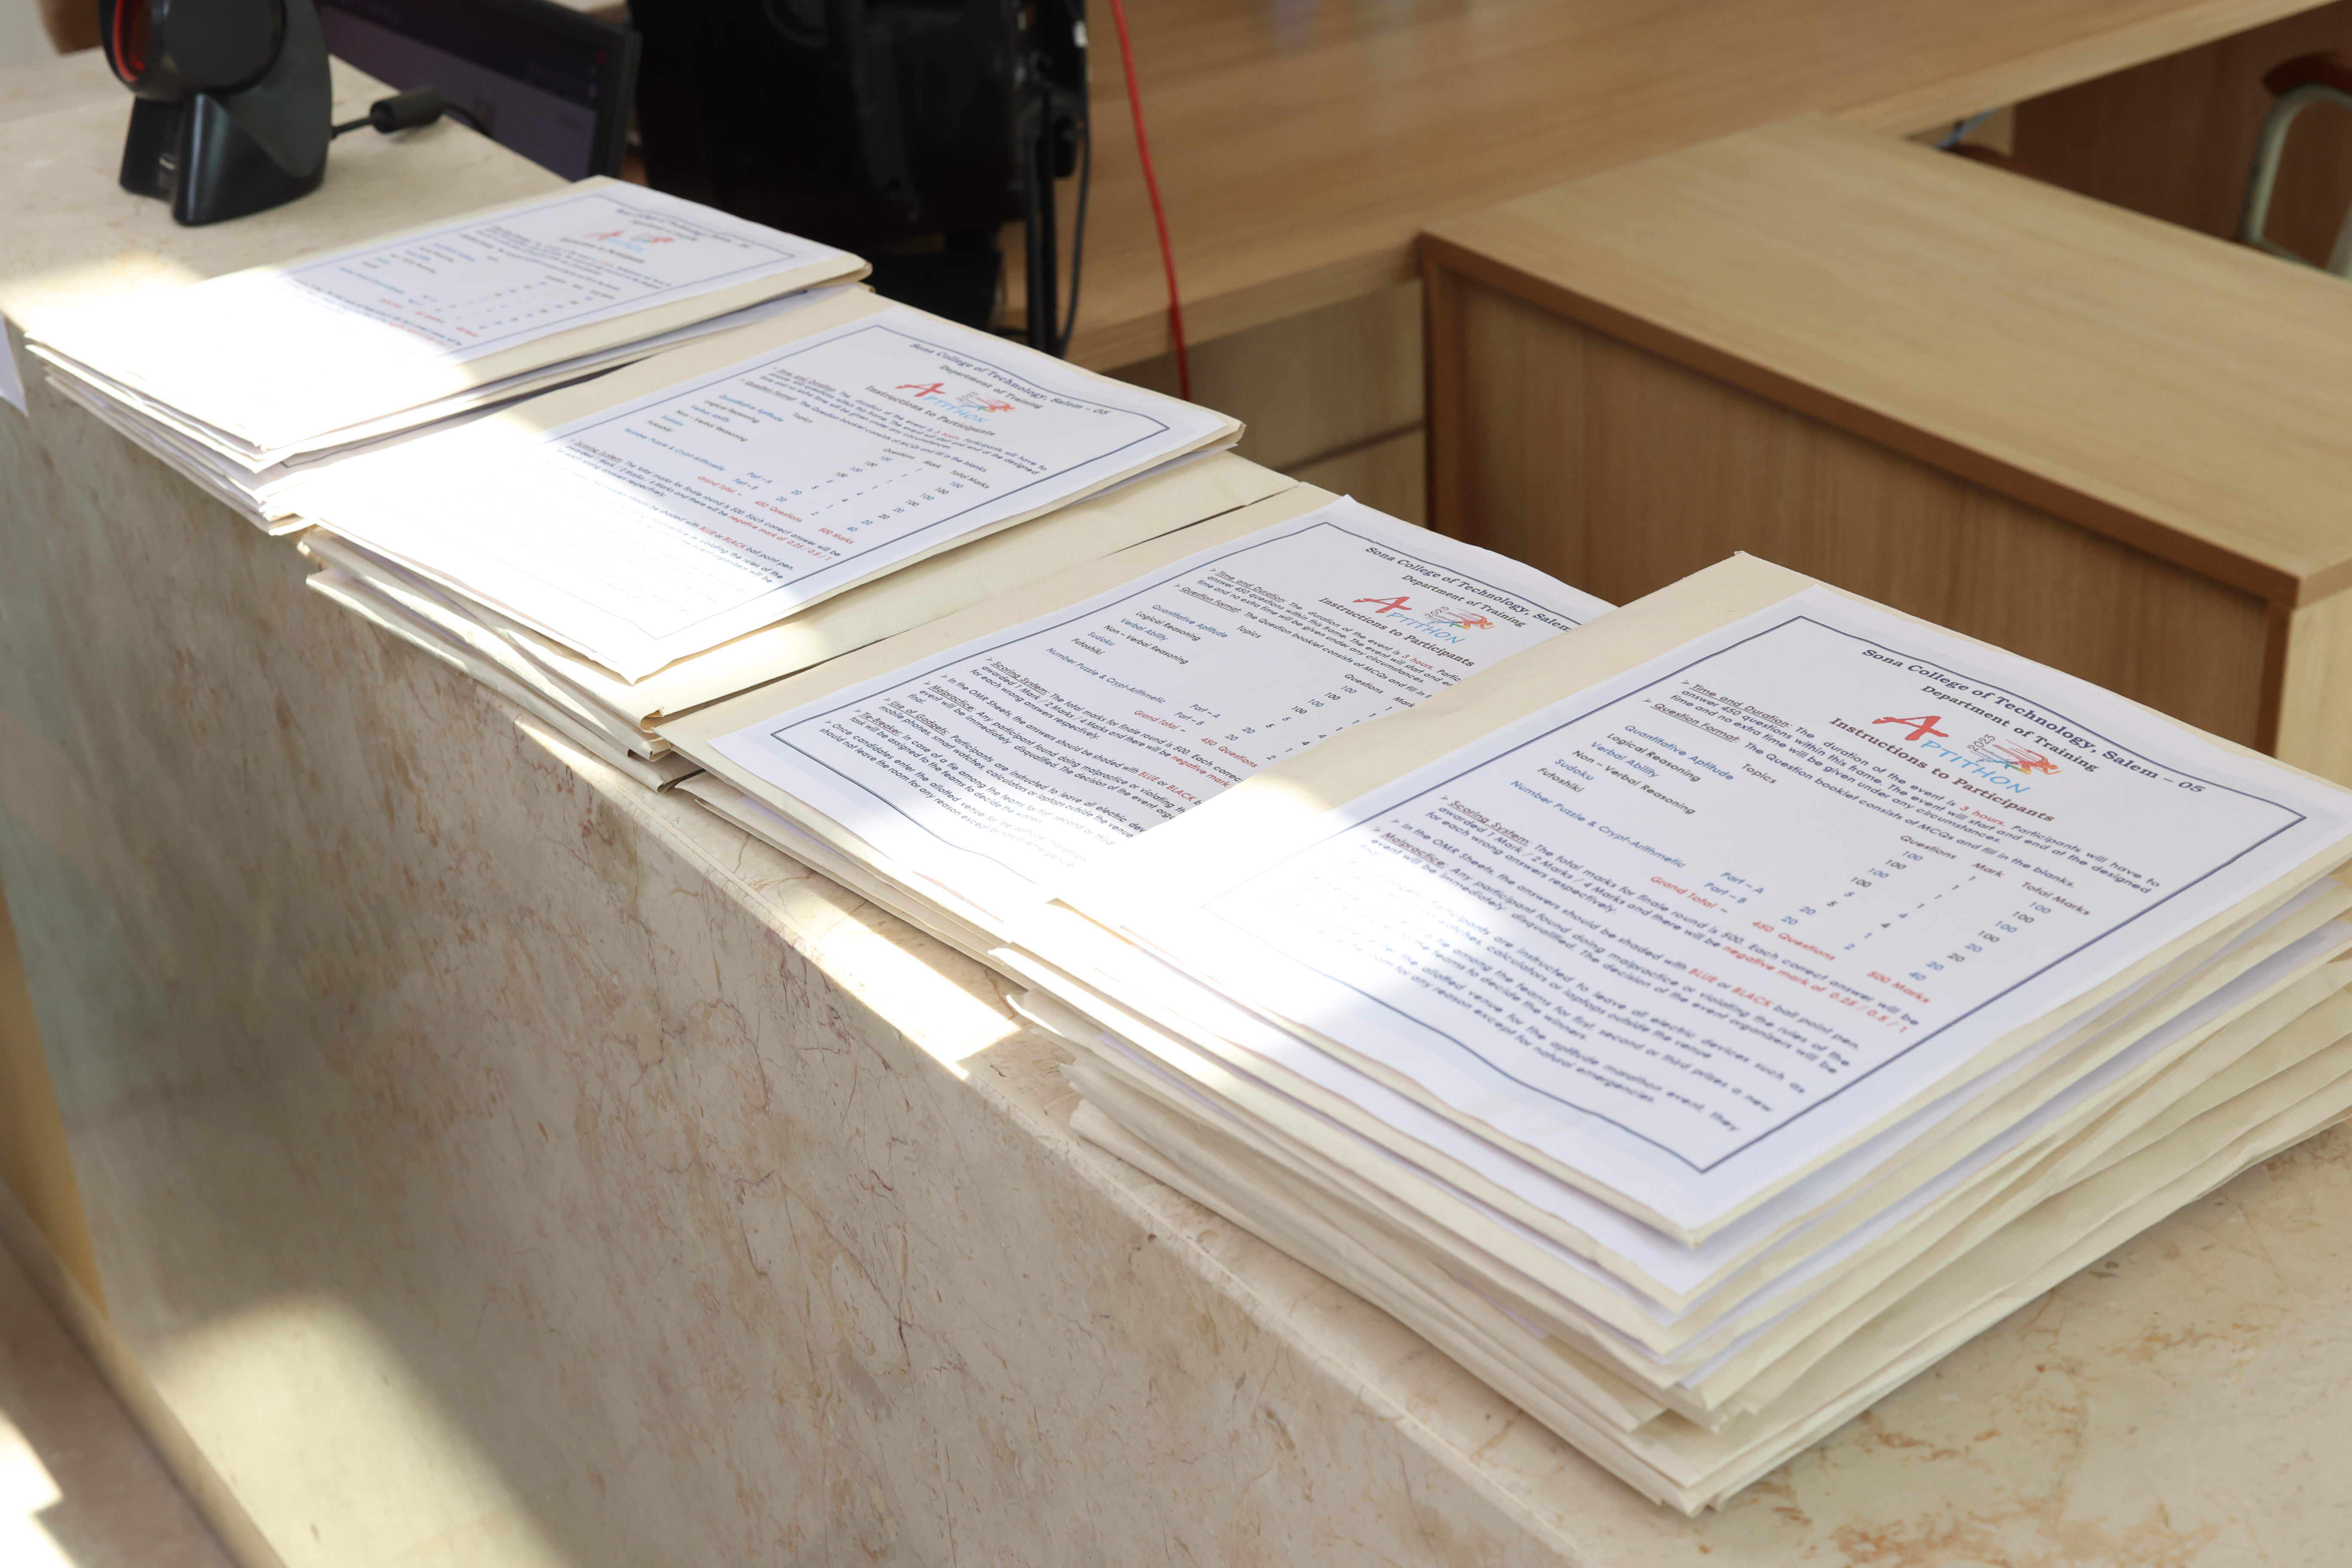 Sona College of Technology, Salem – 05
Department of Training
APTITHON 2023
Instructions to Participants
➢ Time and Duration: The duration of the event is 3 hours. Participants will have to
answer 450 questions within this frame. The event will start and end at the designed
time and no extra time will be given under any circumstances.
➢ Question Format: The Question booklet consists of MCQs and fill in the blanks.
Topics Questions Mark Total Marks
Quantitative Aptitude 100 1 100
Logical Reasoning 100 1 100
Verbal Ability 100 1 100
Non – Verbal Reasoning 100 1 100
Sudoku 5 4 20
Futoshiki 5 4 20
Number Puzzle & Crypt-Arithmetic Part – A 20 1 20
Part – B 20 2 40
Grand Total – 450 Questions 500 Marks
➢ Scoring System: The total marks for finale round is 500. Each correct answer will be
awarded 1 Mark / 2 Marks / 4 Marks and there will be negative mark of 0.25 / 0.5 / 1
for each wrong answers respectively.
➢ In the OMR Sheets, the answers should be shaded with BLUE or BLACK ball point pen.
➢ Malpractice: Any participant found doing malpractice or violating the rules of the
event will be immediately disqualified. The decision of the event organisers will be
final.
➢ Use of Gadgets: Participants are instructed to leave all electric devices such as
mobile phones, smart watches, calculators or laptops outside the venue
➢ Tie-Breaker: In case of a tie among the teams for first, second or third prizes a new
task will be assigned to the teams to decide the winners.
➢ Once candidates enter the allotted venue for the aptitude marathon event, they
should not leave the room for any reason except for natural emergencies.